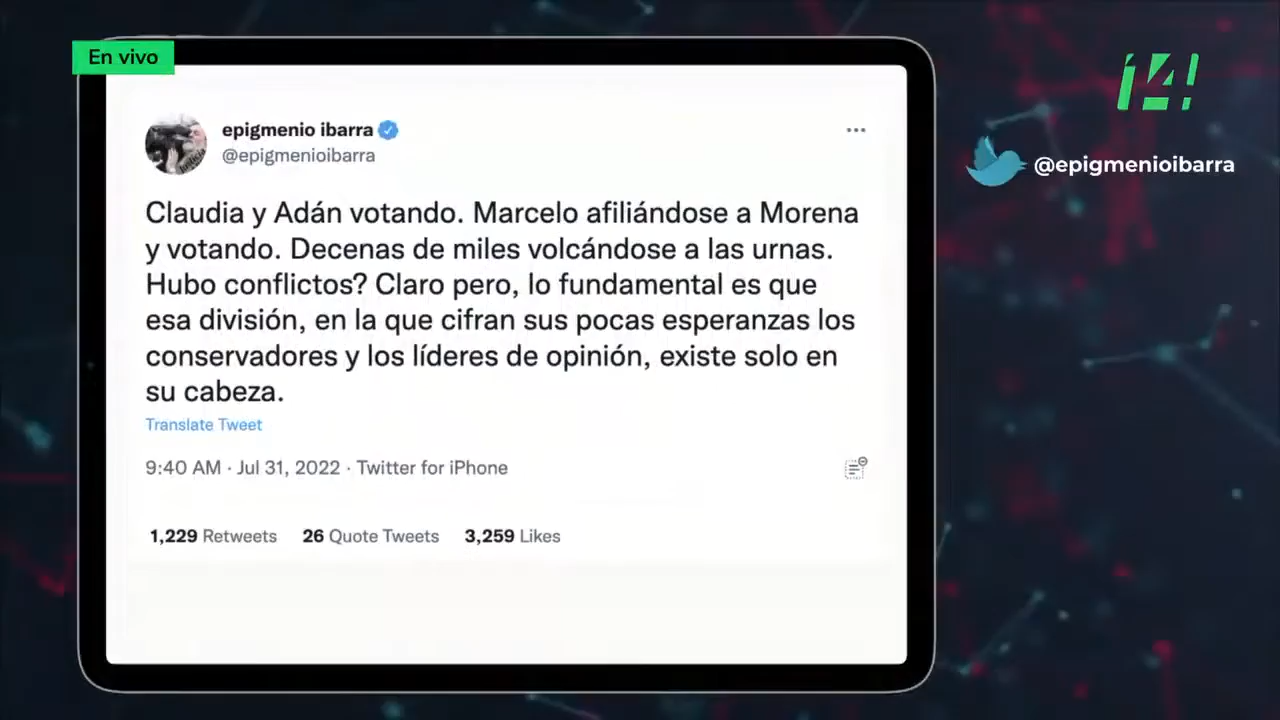 En vivo
14!
@epigmenioibarra
epigmenio ibarra
@epigmenioibarra
Claudia y Adán votando. Marcelo afiliándose a Morena
y votando. Decenas de miles volcándose a las urnas.
Hubo conflictos? Claro pero, lo fundamental es que
esa división, en la que cifran sus pocas esperanzas los
conservadores y los líderes de opinión, existe solo en
su cabeza.
Translate Tweet
9:40 AM · Jul 31, 2022 · Twitter for iPhone
1,229 Retweets 26 Quote Tweets 3,259 Likes